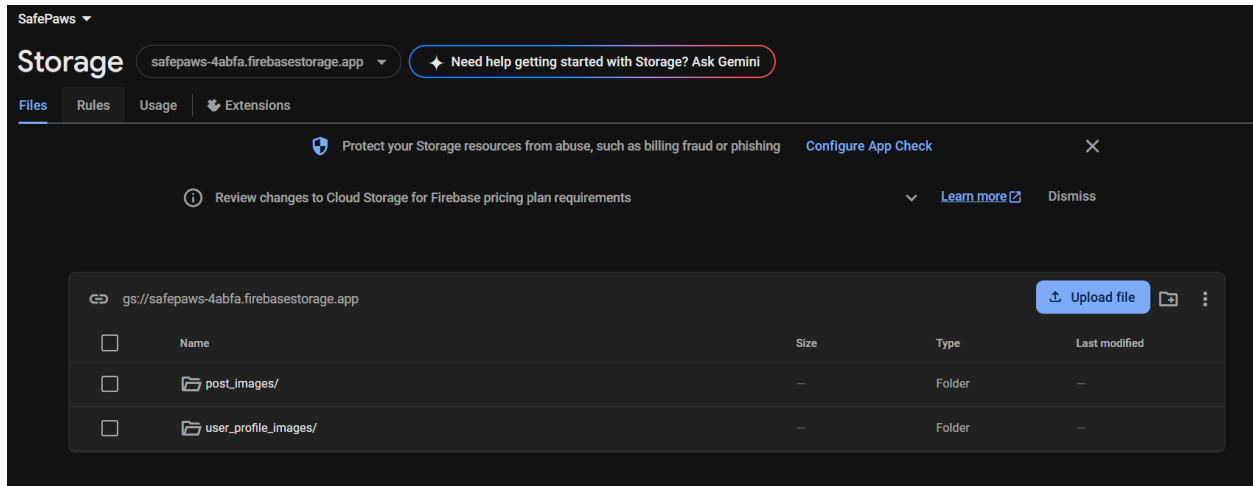 SafePaws
Storage safepaws-4abfa.firebasestorage.app Need help getting started with Storage? Ask Gemini
Files Rules Usage Extensions
Protect your Storage resources from abuse, such as billing fraud or phishing Configure App Check
Review changes to Cloud Storage for Firebase pricing plan requirements Learn more Dismiss
gs://safepaws-4abfa.firebasestorage.app Upload file
Name Size Type Last modified
post_images/ — Folder —
user_profile_images/ — Folder —